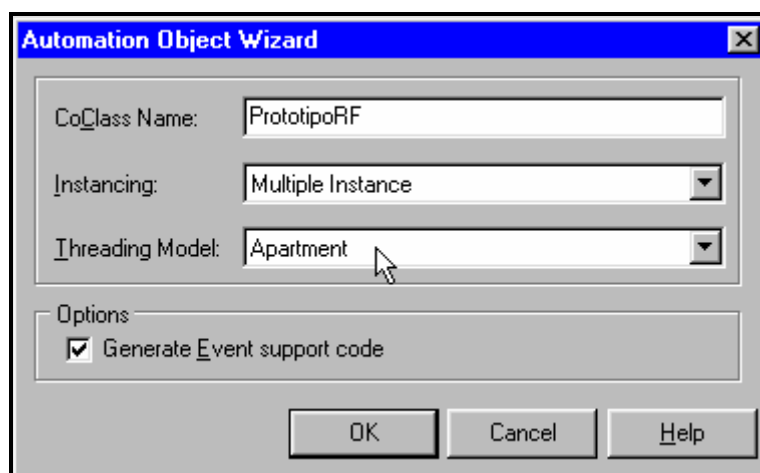 Automation Object Wizard
CoClass Name: PrototipoRF
Instancing: Multiple Instance
Threading Model: Apartment
Options
Generate Event support code
OK Cancel Help